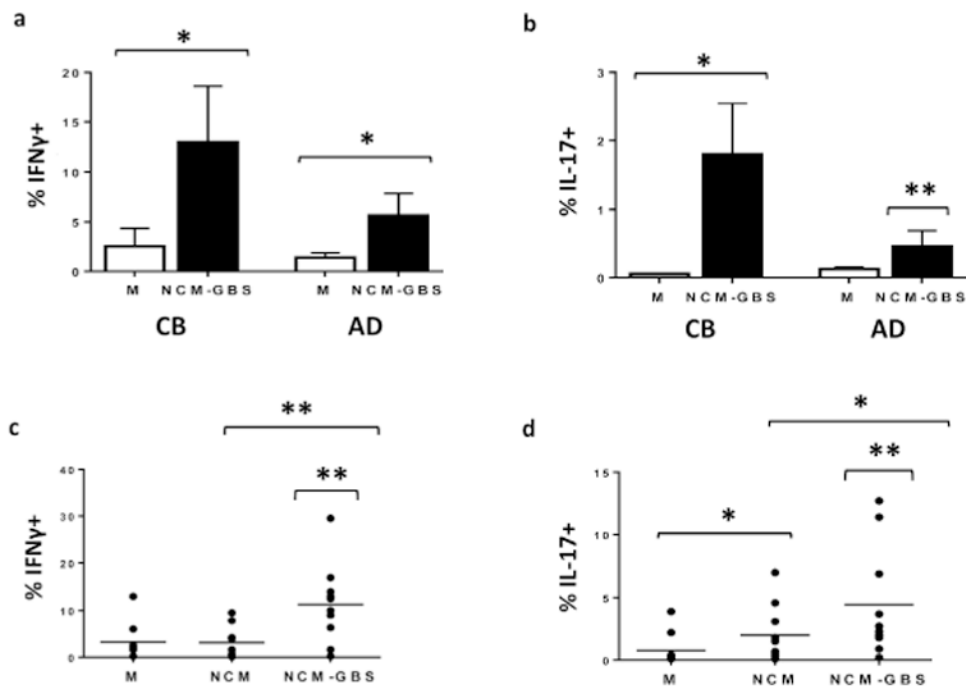 a
*
20
15
10
5
0
% IFNγ+
*
M NCM-GBS M NCM-GBS
CB AD
b
*
3
2
1
0
% IL-17+
**
M NCM-GBS M NCM-GBS
CB AD
c
**
**
40
30
20
10
0
% IFNγ+
M NCM NCM-GBS
d
*
**
*
15
10
5
0
% IL-17+
M NCM NCM-GBS